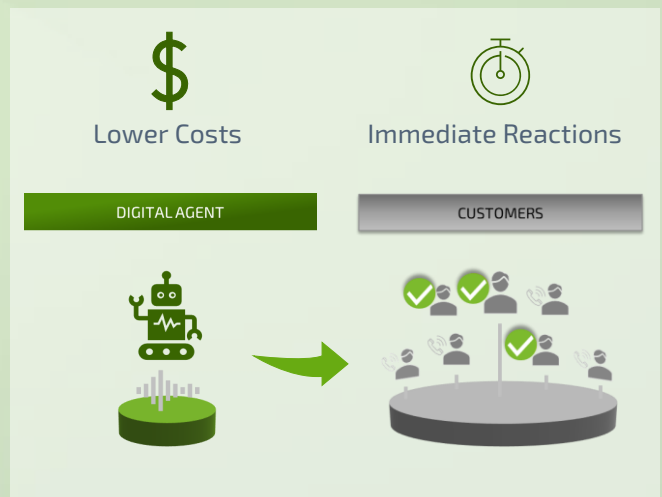 Lower Costs
Immediate Reactions
DIGITAL AGENT
CUSTOMERS